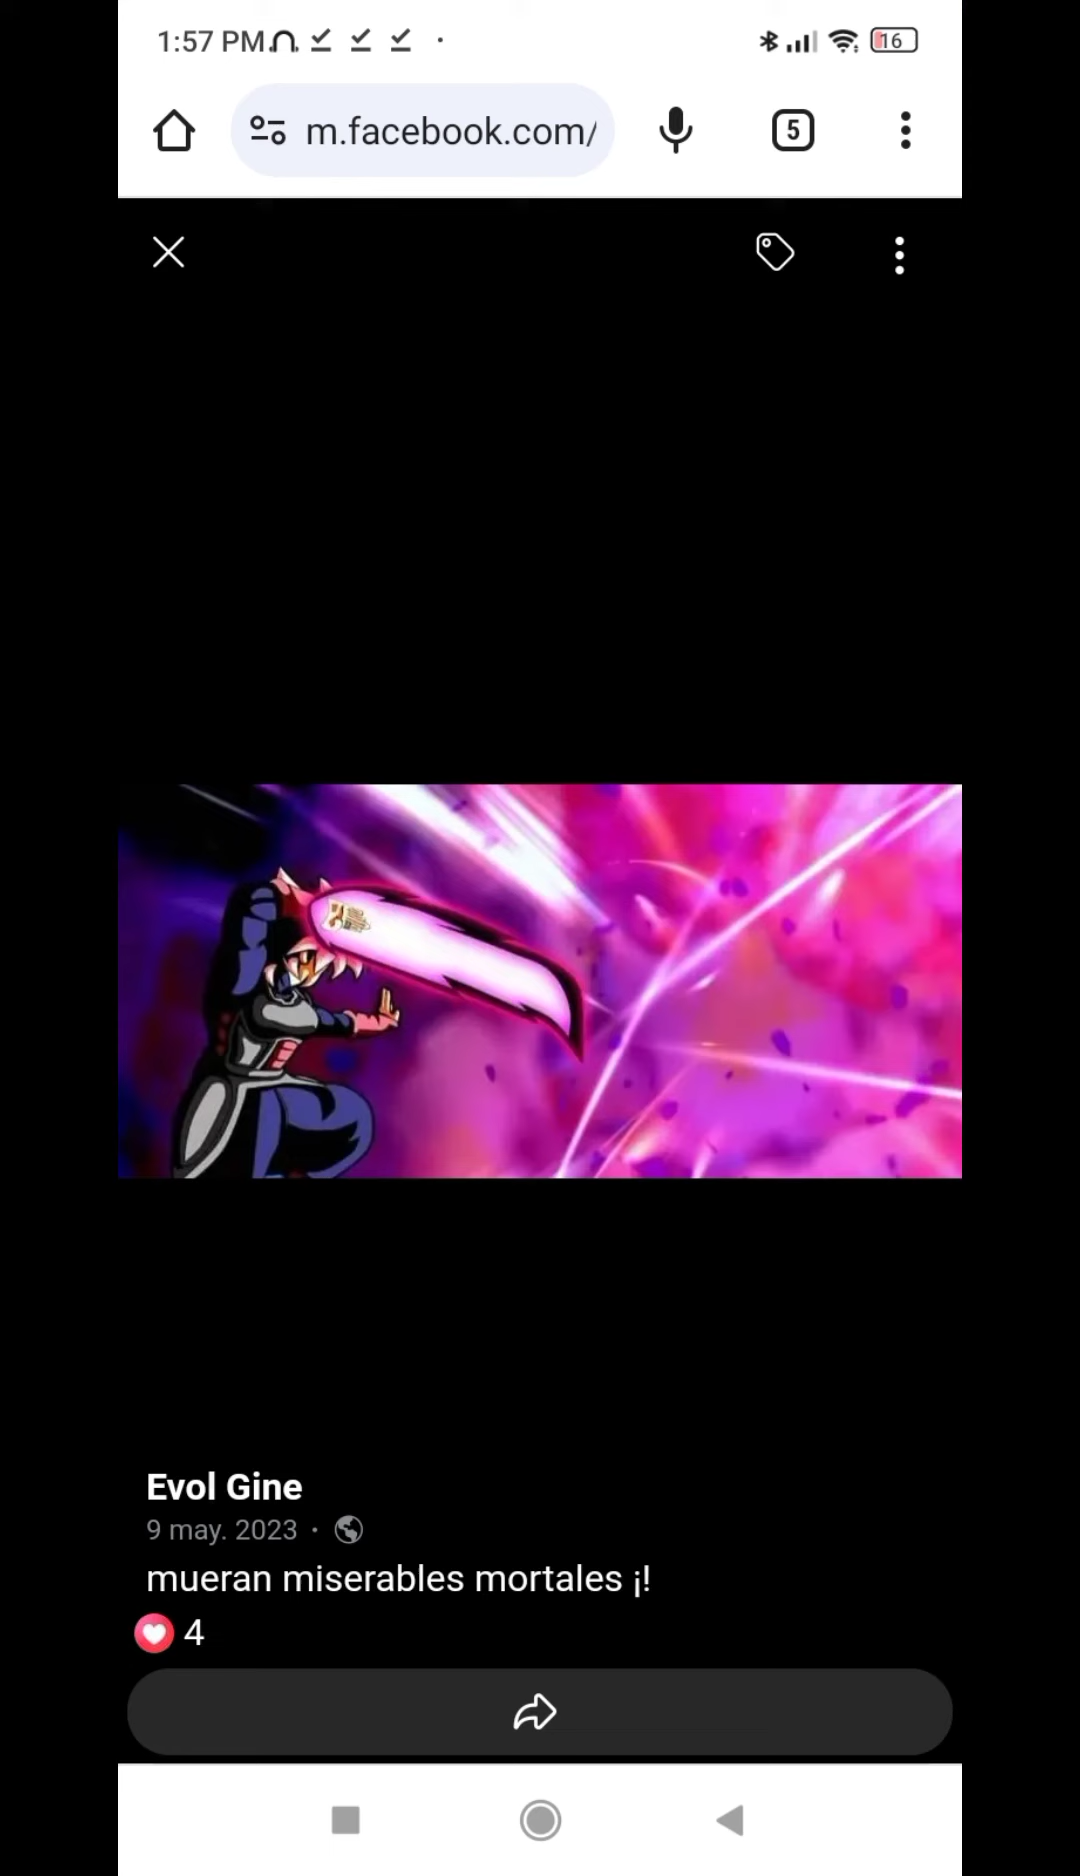 1:57 PM
16
m.facebook.com/
5
Evol Gine
9 may. 2023 ·
mueran miserables mortales ¡!
4